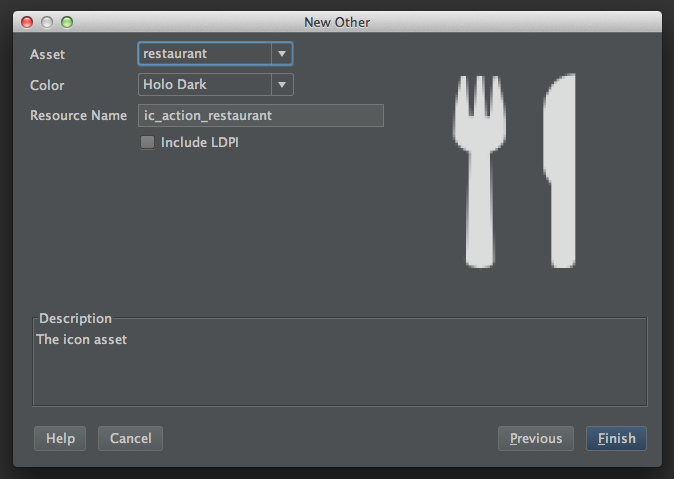 New Other
Asset restaurant
Color Holo Dark
Resource Name ic_action_restaurant
Include LDPI
Description
The icon asset
Help Cancel Previous Finish